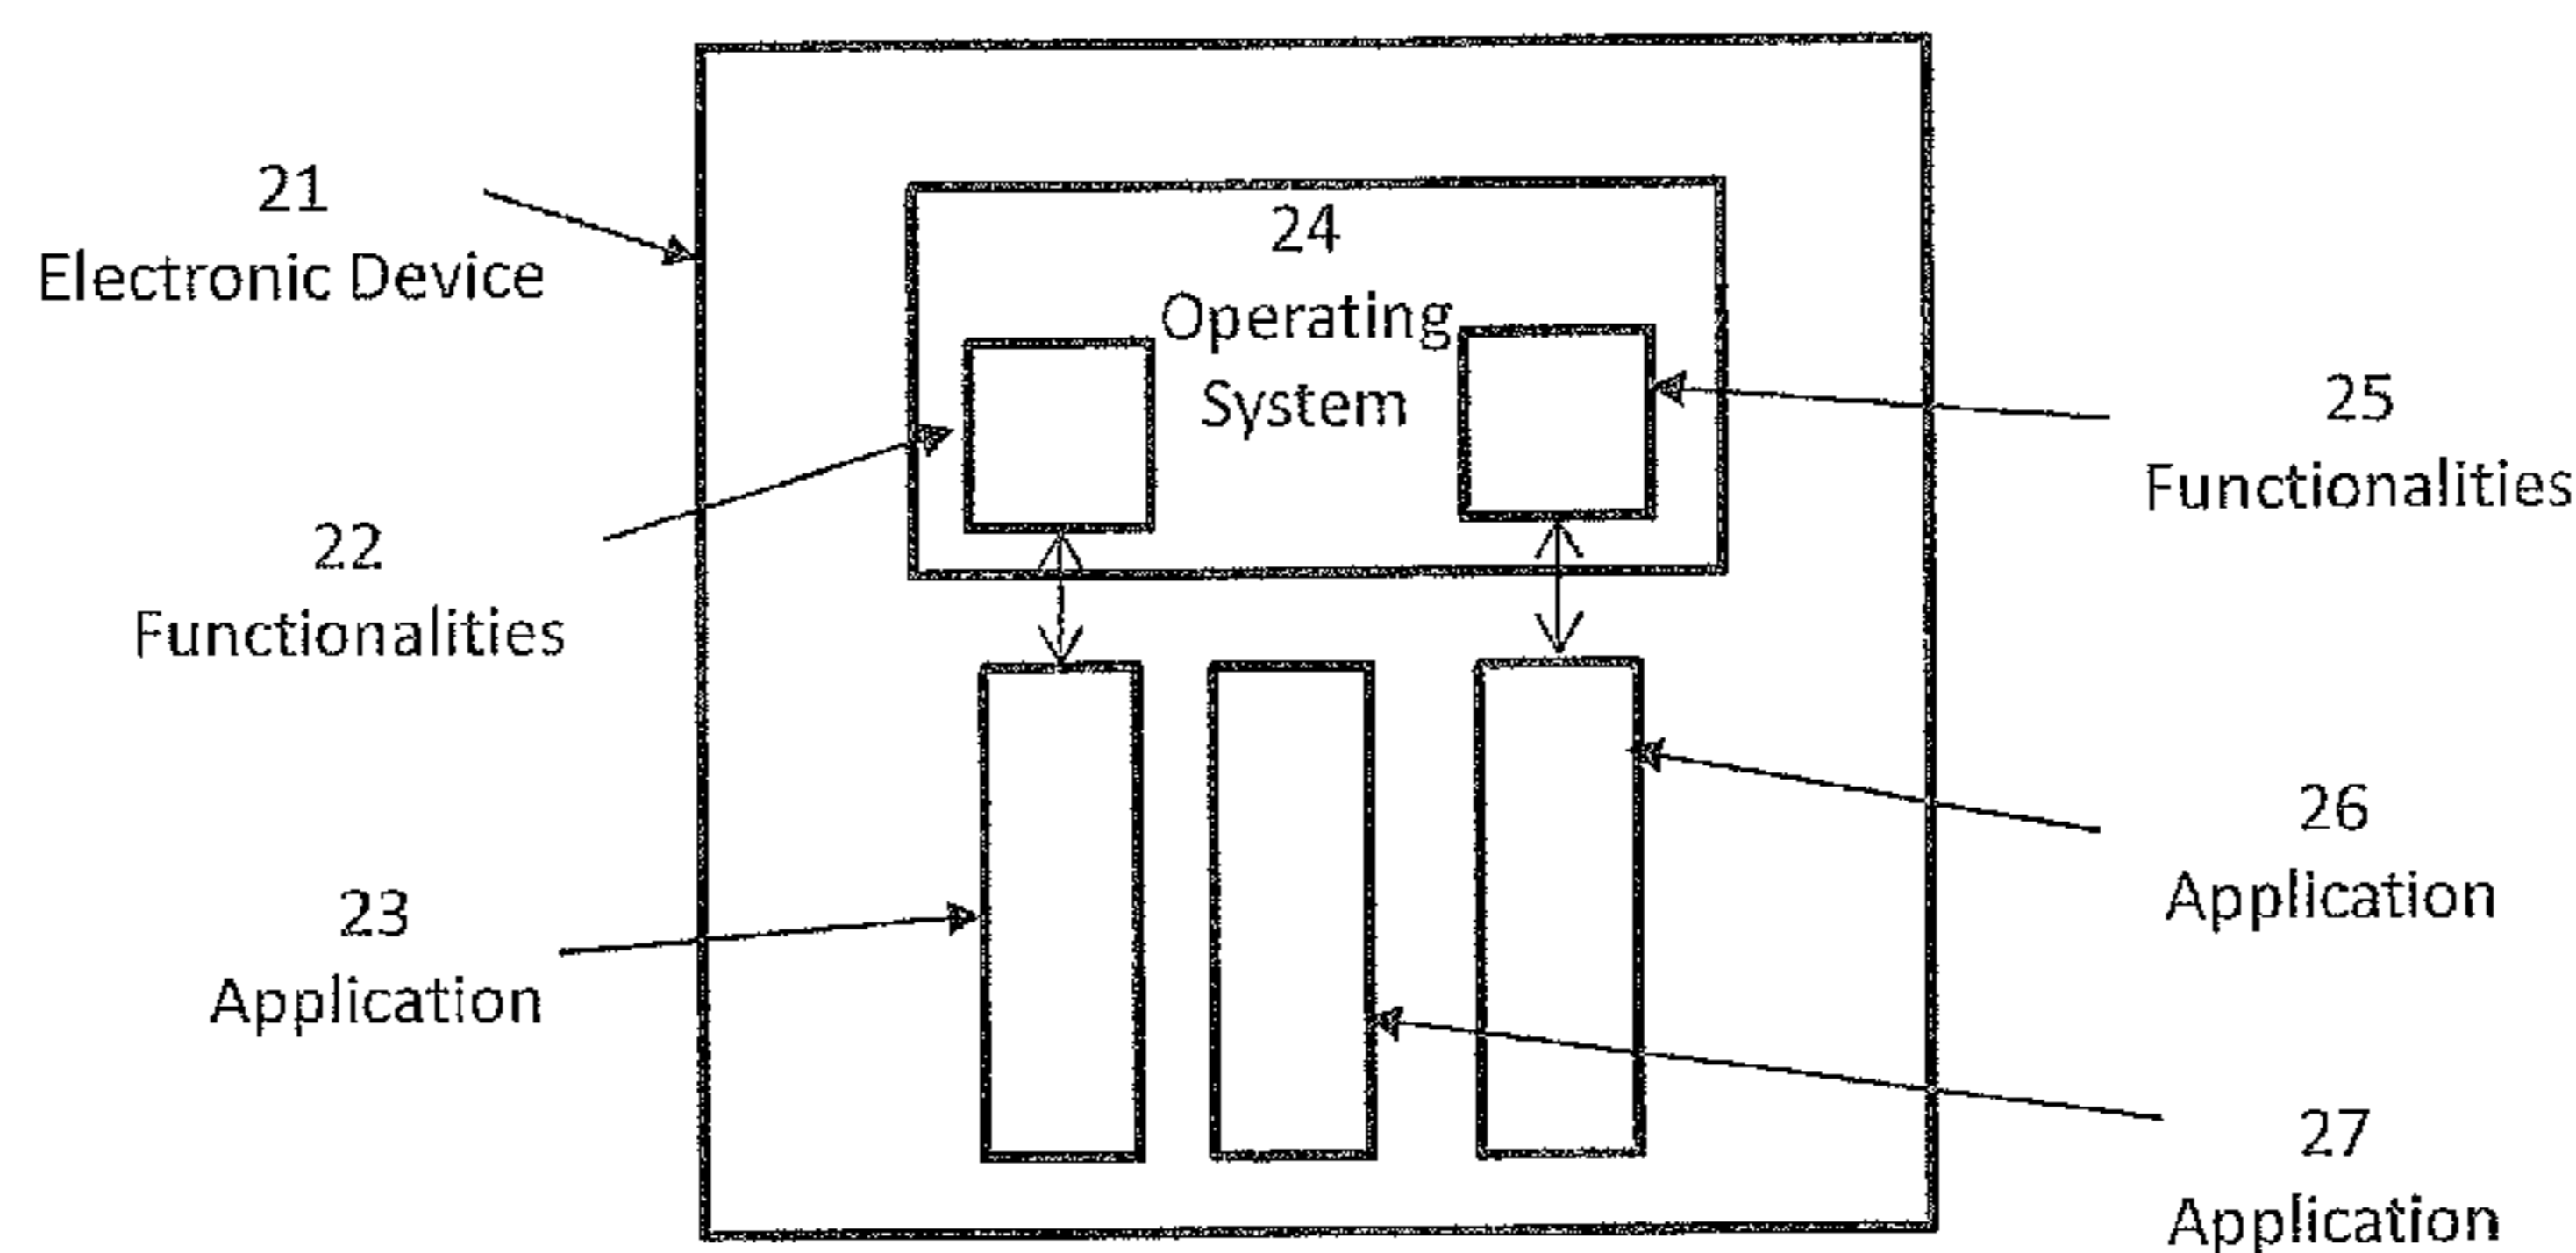 21
Electronic Device
22
Functionalities
23
Application
24
Operating
System
25
Functionalities
26
Application
27
Application